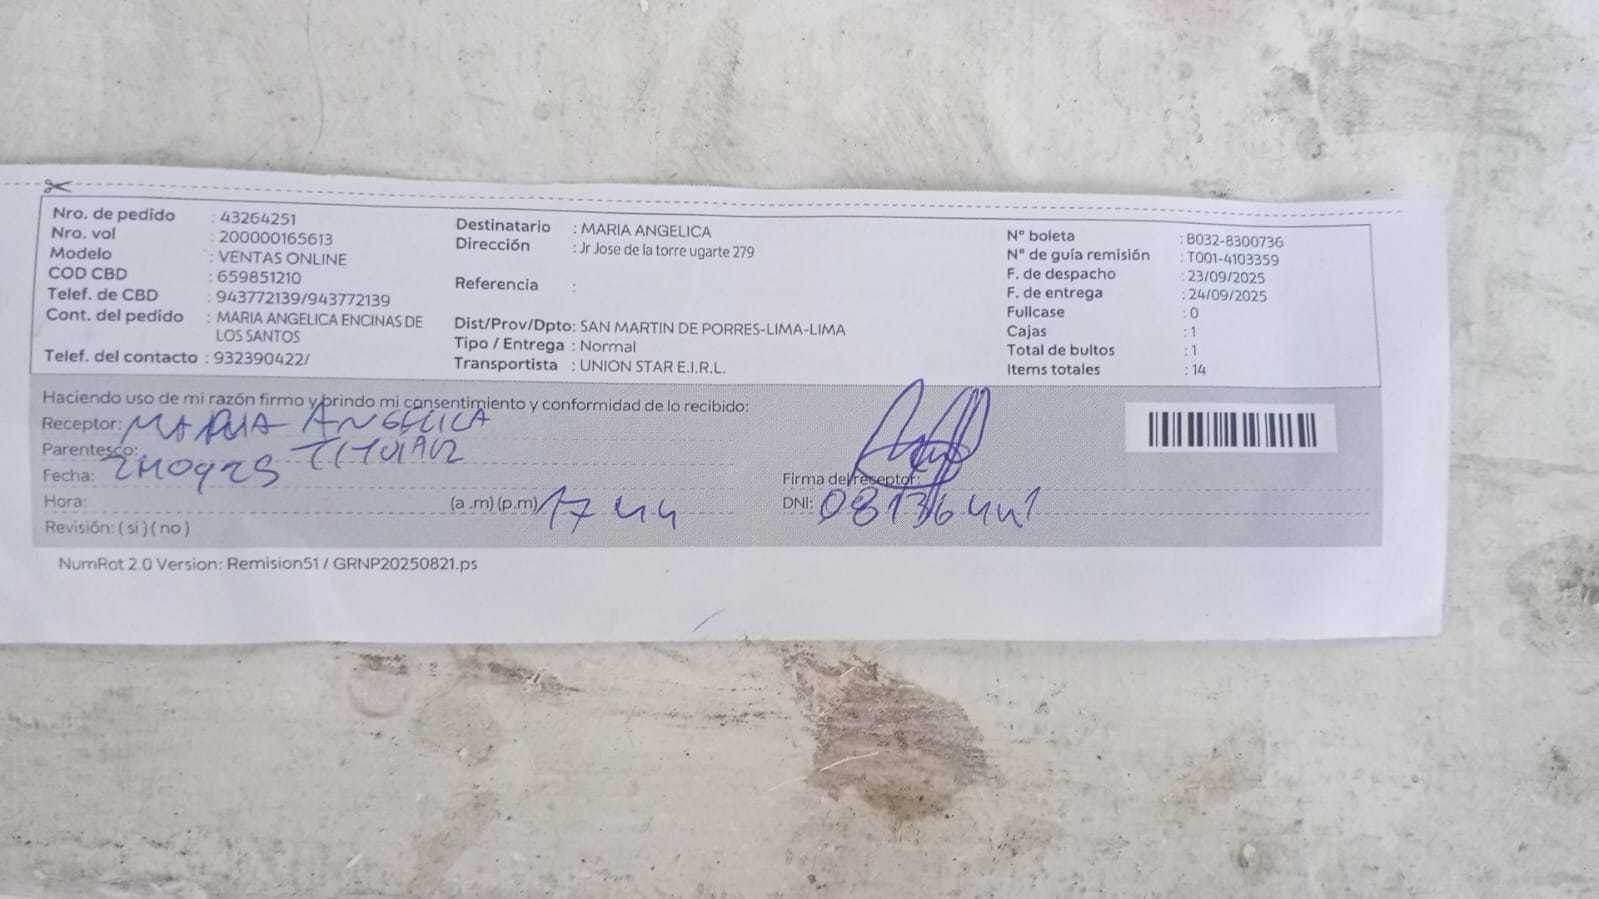 Nro. de pedido : 43264251
Nro. vol : 200000165613
Modelo : VENTAS ONLINE
COD CBD : 659851210
Telef. de CBD : 943772139/943772139
Cont. del pedido : MARIA ANGELICA ENCINAS DE
LOS SANTOS
Telef. del contacto : 932390422/
Destinatario : MARIA ANGELICA
Dirección : Jr Jose de la torre ugarte 279
Referencia :
Dist/Prov/Dpto: SAN MARTIN DE PORRES-LIMA-LIMA
Tipo / Entrega : Normal
Transportista : UNION STAR E.I.R.L.
N° boleta : B032-8300736
N° de guía remisión : T001-4103359
F. de despacho : 23/09/2025
F. de entrega : 24/09/2025
Fullcase : 0
Cajas : 1
Total de bultos : 1
Items totales : 14
Haciendo uso de mi razón firmo y brindo mi consentimiento y conformidad de lo recibido:
Receptor: MARIA ANGELICA
Parentesco: TITULAR
Fecha: 240925
Hora: (a .m) (p.m) 17 44
Revisión: ( si ) ( no )
Firma del receptor:
DNI: 08136441
NumRot 2.0 Version: Remision51 / GRNP20250821.ps